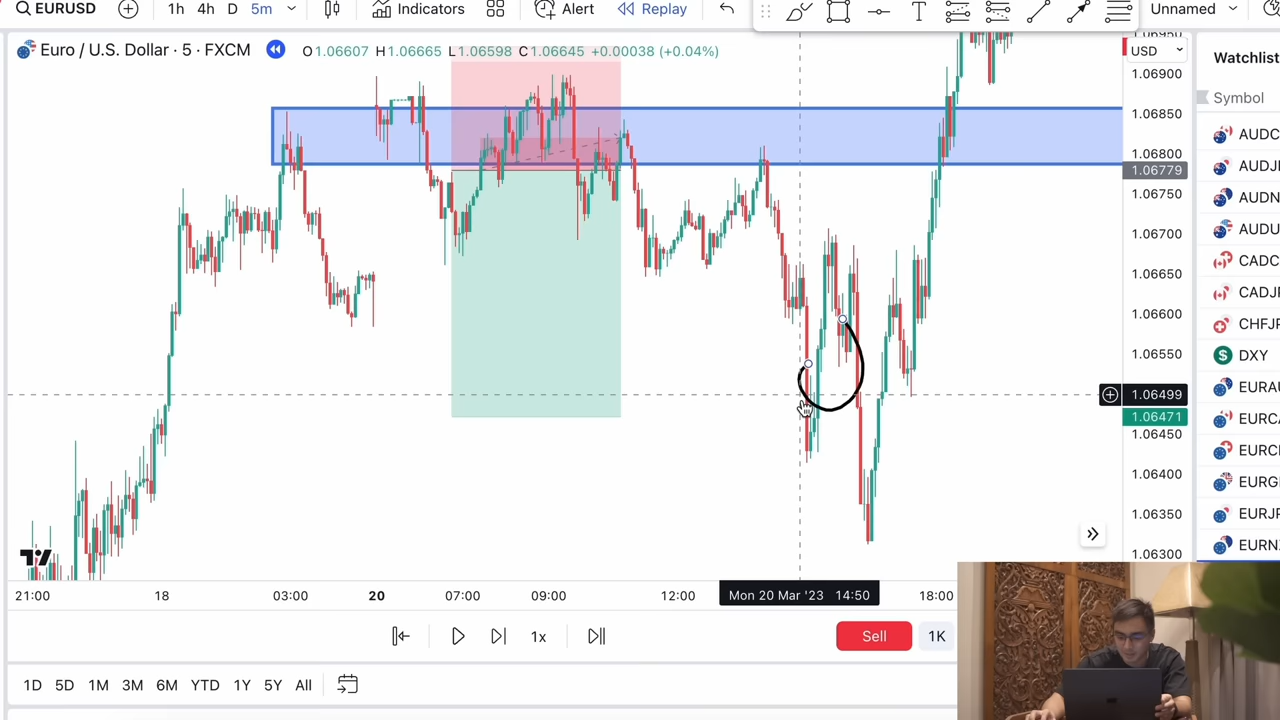 EURUSD 1h 4h D 5m Indicators Alert Replay T Unnamed
Euro / U.S. Dollar · 5 · FXCM O1.06607 H1.06665 L1.06598 C1.06645 +0.00038 (+0.04%)
USD
Watchlist
Symbol
1.06900
1.06850
1.06800
1.06779
1.06750
1.06700
1.06650
1.06600
1.06550
1.06499
1.06471
1.06450
1.06400
1.06350
1.06300
DXY
21:00 18 03:00 20 07:00 09:00 12:00 Mon 20 Mar '23 14:50 18:00
1x Sell 1K
1D 5D 1M 3M 6M YTD 1Y 5Y All